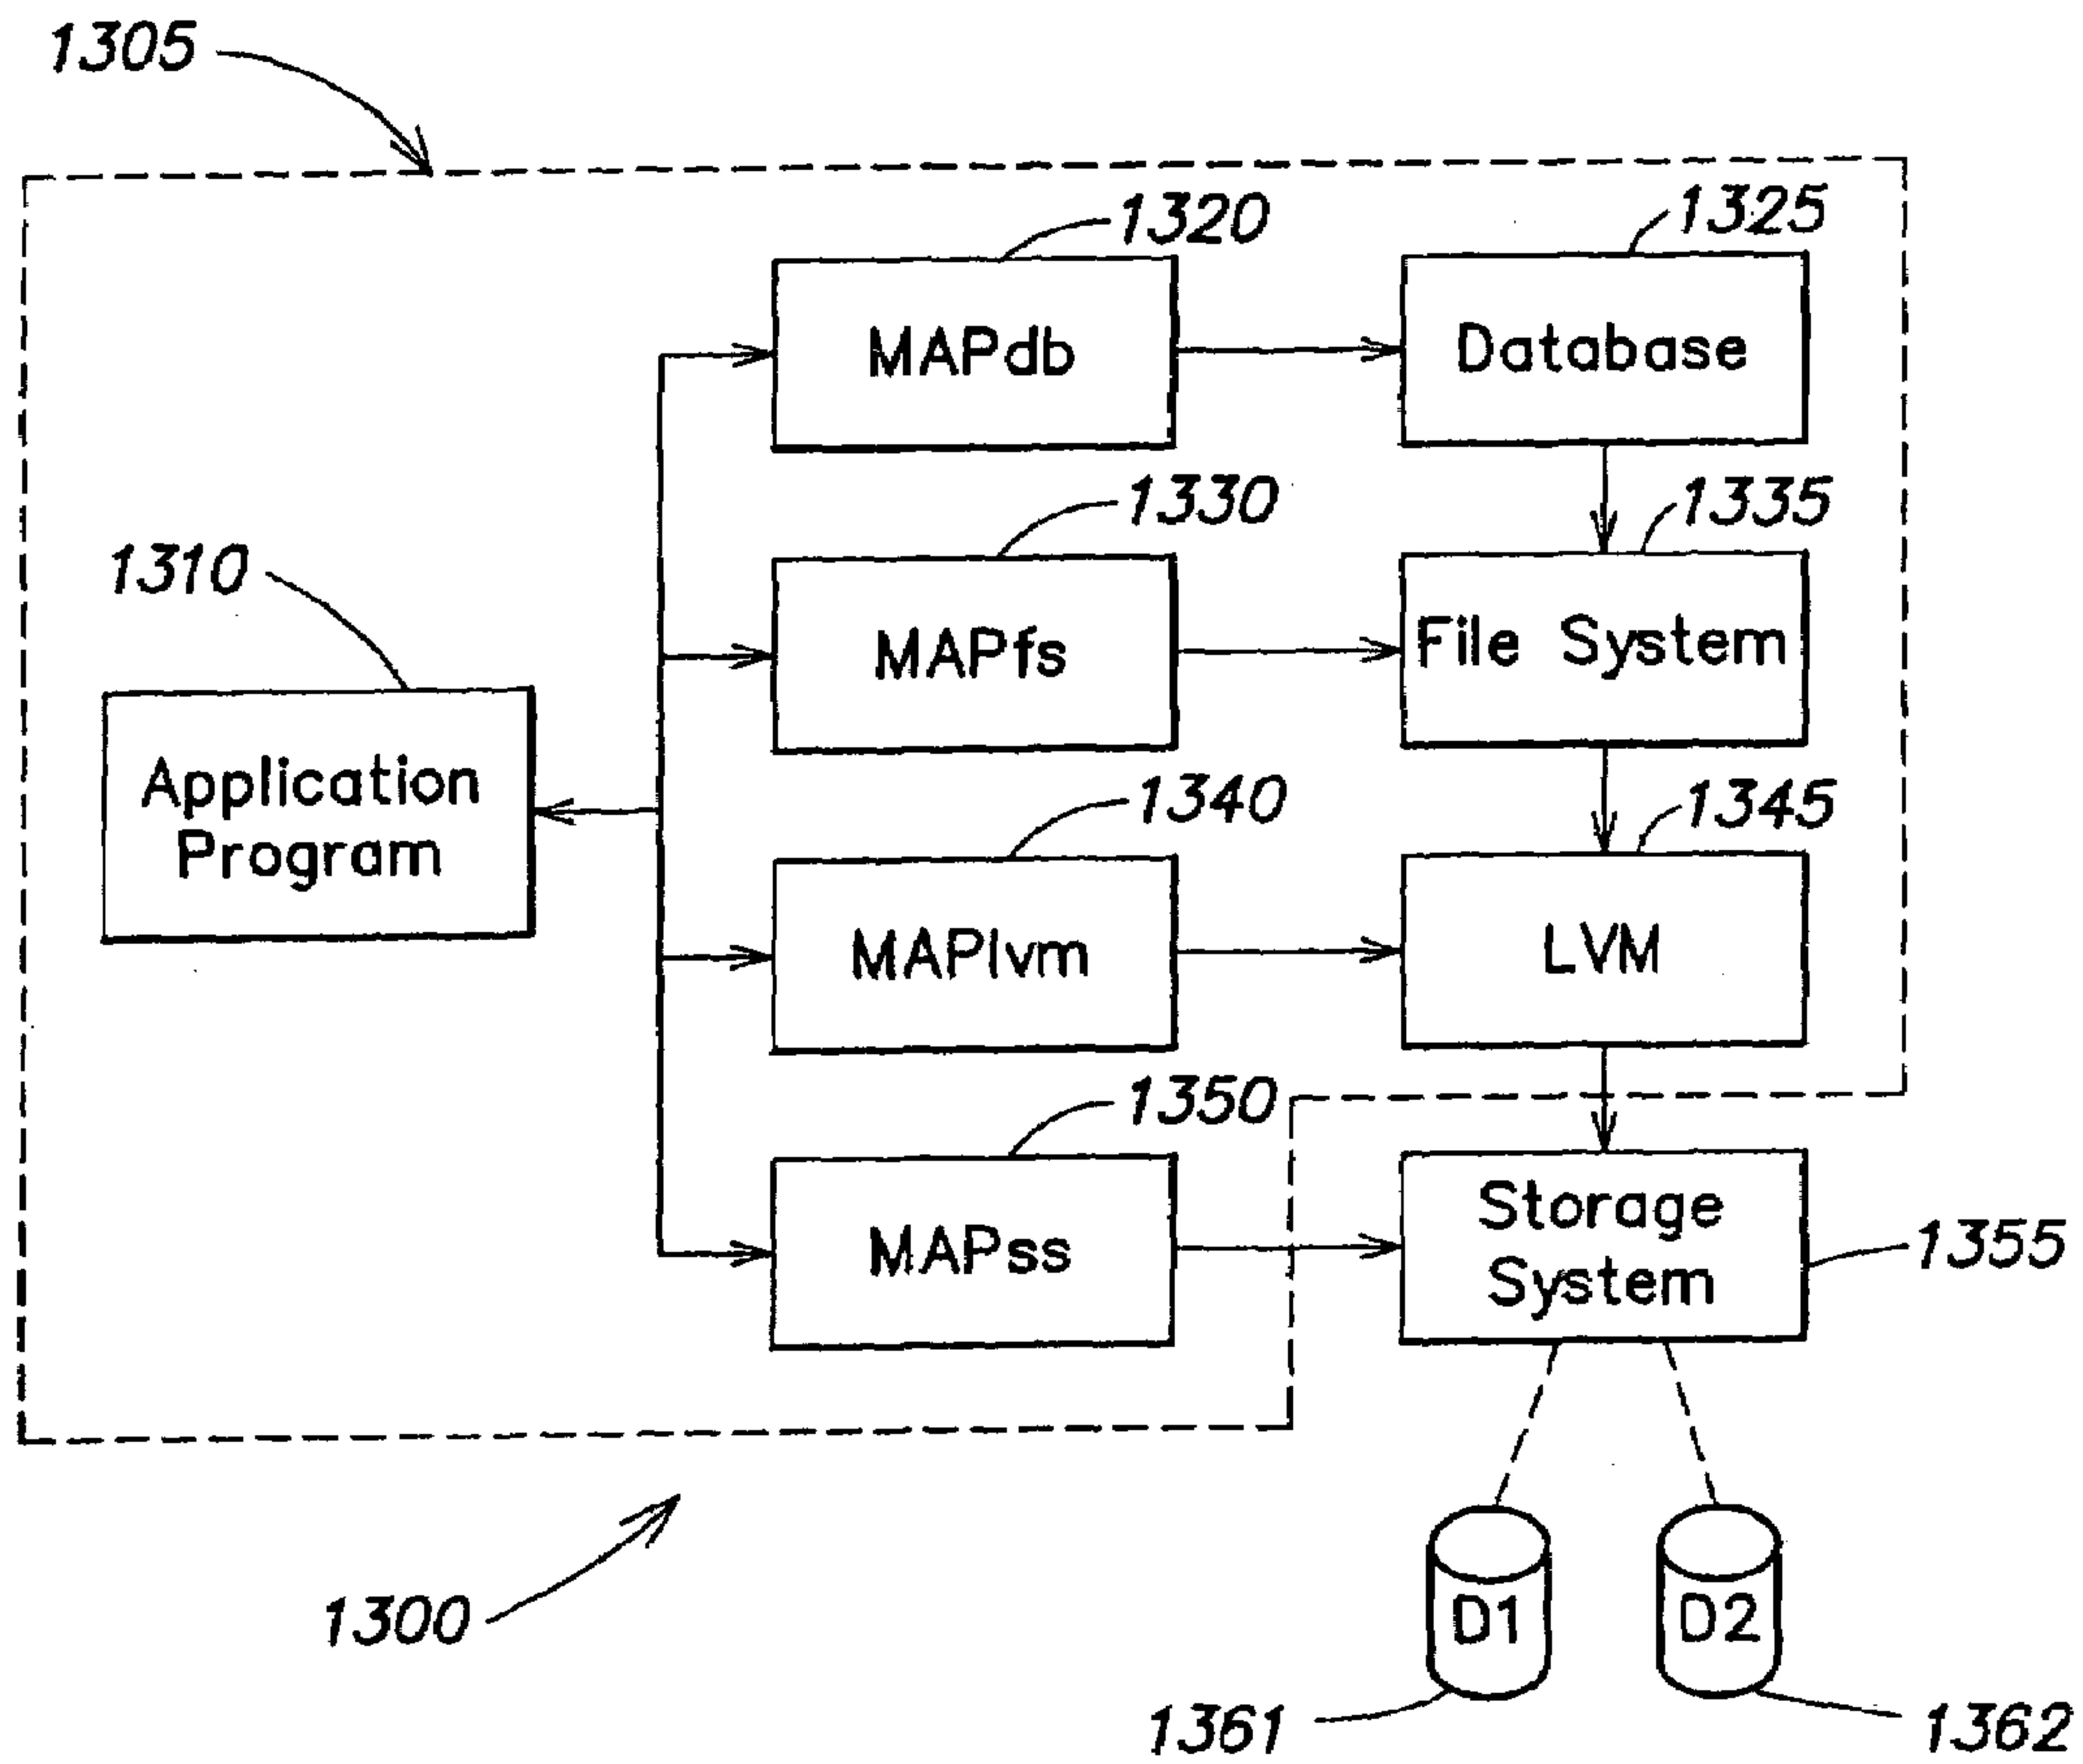 1305
1320
1325
MAPdb
Database
1330
1335
1310
MAPfs
File System
Application
Program
1340
1345
MAPlvm
LVM
1350
MAPss
Storage
System
1355
1300
D1
D2
1361
1362